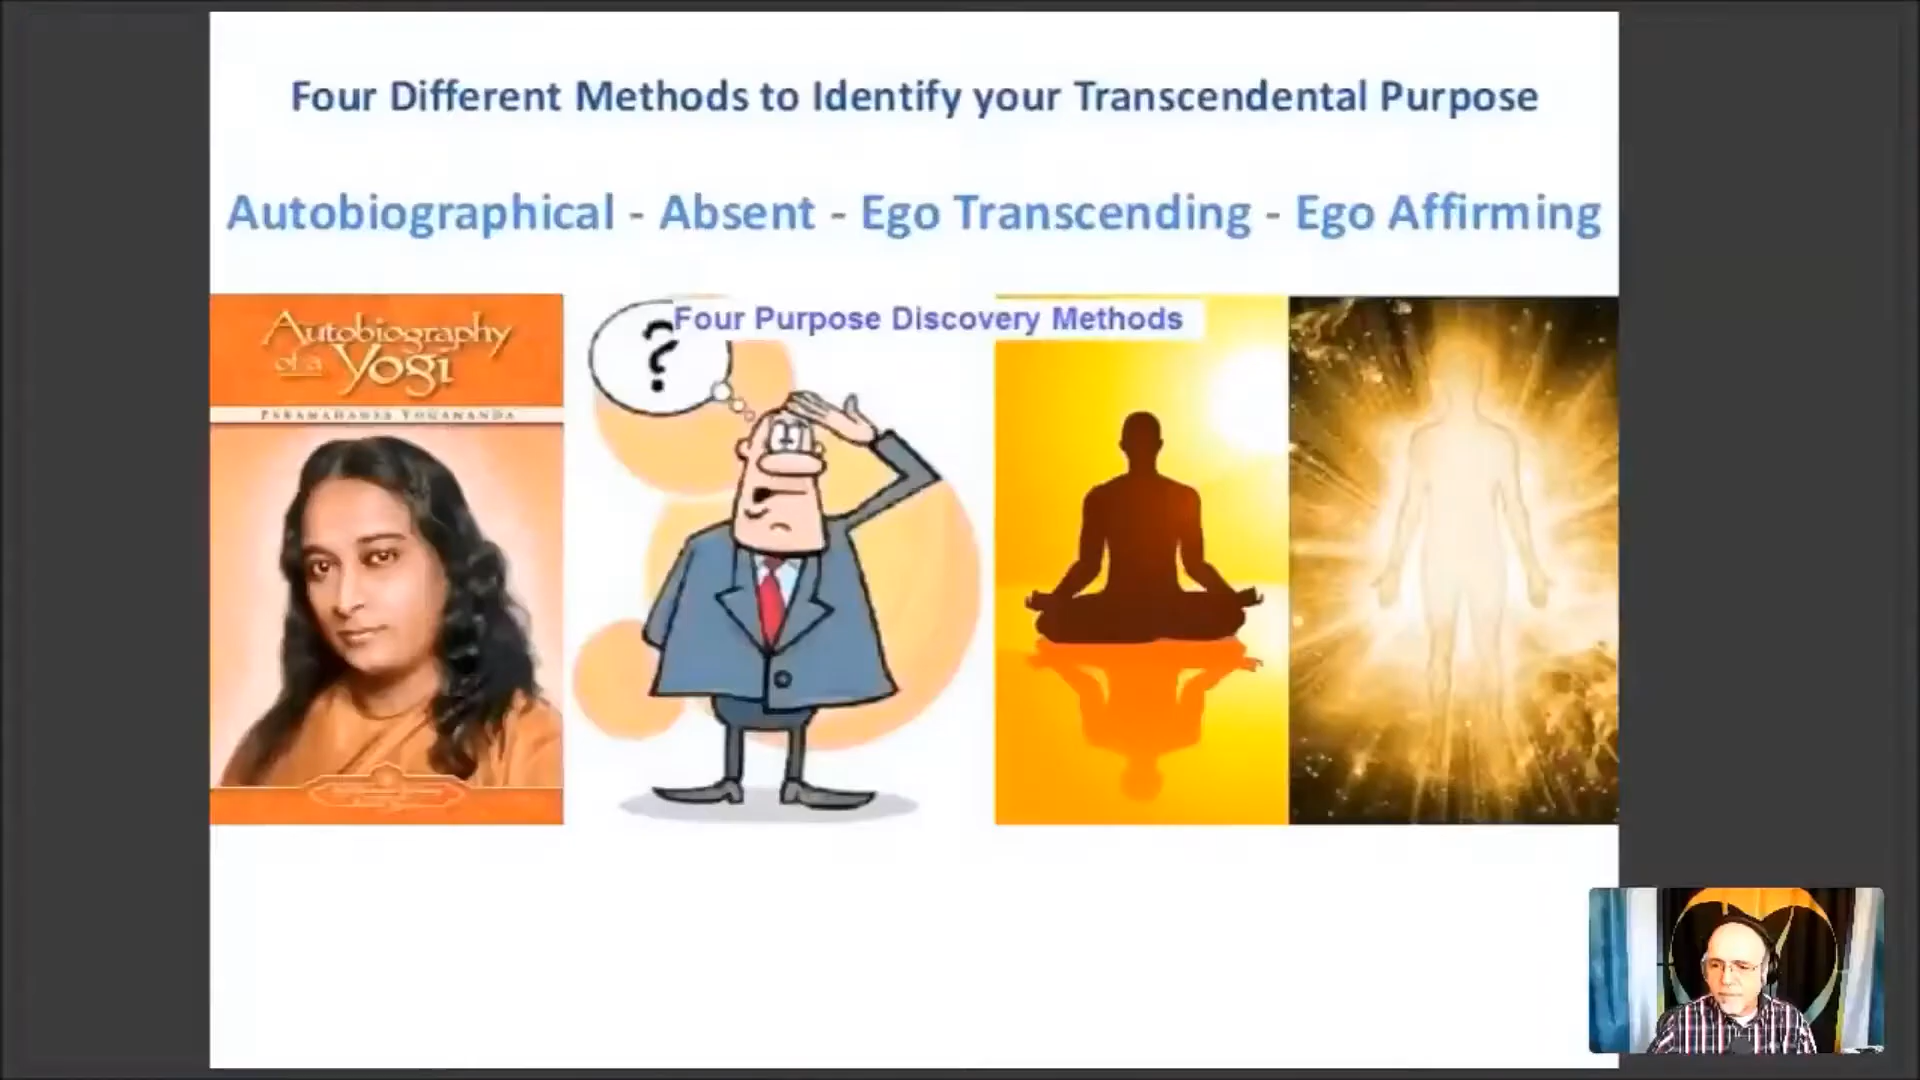 Four Different Methods to Identify your Transcendental Purpose
Autobiographical - Absent - Ego Transcending - Ego Affirming
Four Purpose Discovery Methods
?
Autobiography
of a Yogi
PARAMAHANSA YOGANANDA